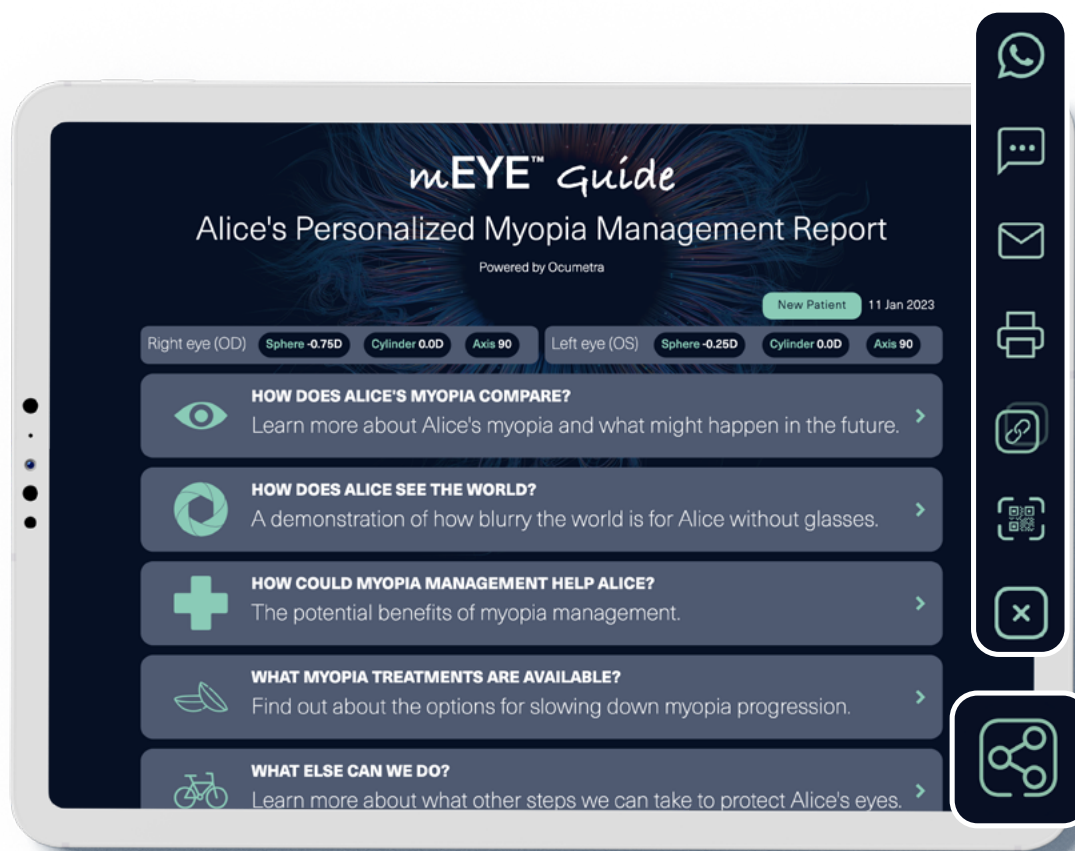 mEYE™ Guide
Alice's Personalized Myopia Management Report
Powered by Ocumetra
New Patient 11 Jan 2023
Right eye (OD) Sphere -0.75D Cylinder 0.0D Axis 90 Left eye (OS) Sphere -0.25D Cylinder 0.0D Axis 90
HOW DOES ALICE'S MYOPIA COMPARE?
Learn more about Alice's myopia and what might happen in the future.
HOW DOES ALICE SEE THE WORLD?
A demonstration of how blurry the world is for Alice without glasses.
HOW COULD MYOPIA MANAGEMENT HELP ALICE?
The potential benefits of myopia management.
WHAT MYOPIA TREATMENTS ARE AVAILABLE?
Find out about the options for slowing down myopia progression.
WHAT ELSE CAN WE DO?
Learn more about what other steps we can take to protect Alice's eyes.